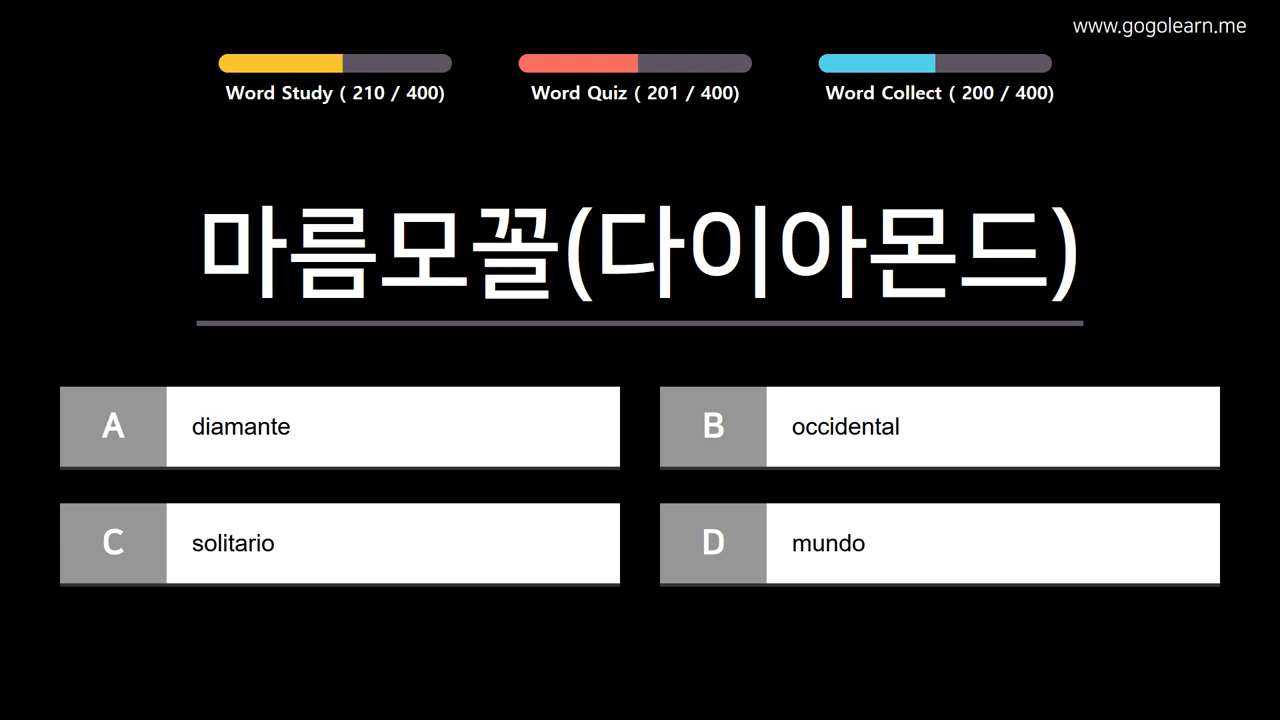 www.gogolearn.me
Word Study ( 210 / 400)
Word Quiz ( 201 / 400)
Word Collect ( 200 / 400)
마름모꼴(다이아몬드)
A diamante
B occidental
C solitario
D mundo